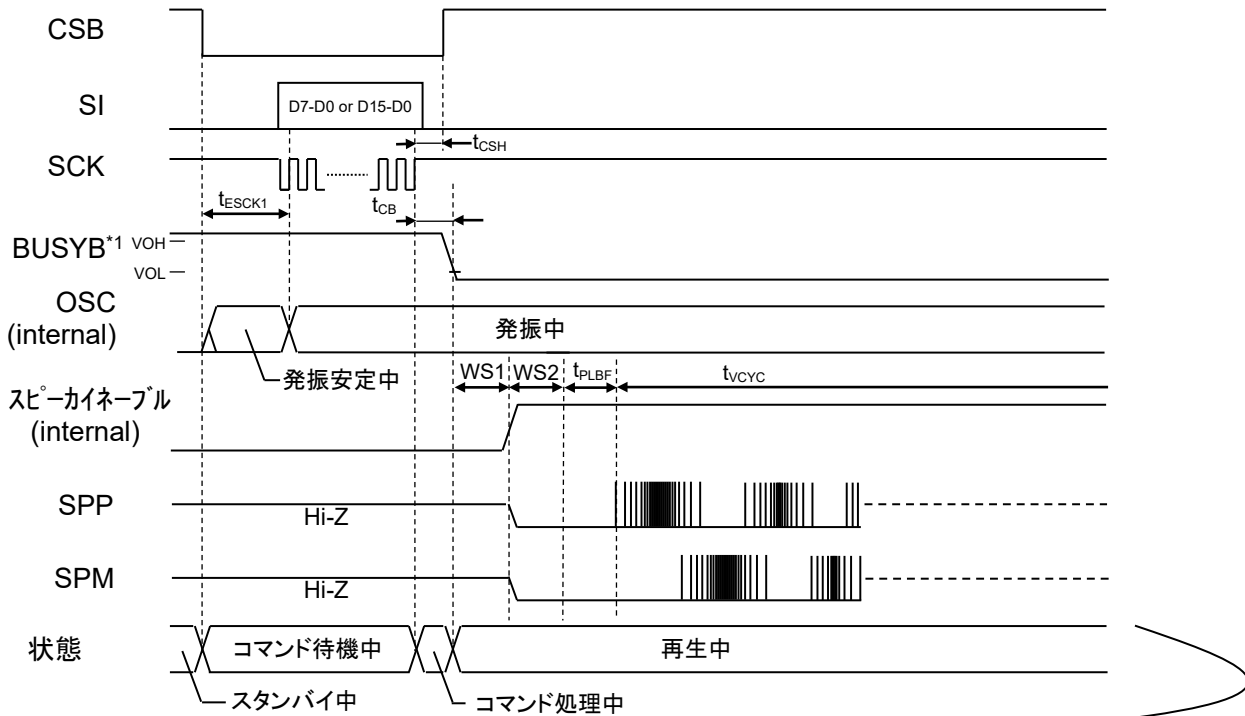 CSB
SI
D7-D0 or D15-D0
tCSH
SCK
tESCK1
tCB
BUSYB*1
VOH
VOL
OSC
(internal)
発振中
発振安定中
WS1
WS2
tPLBF
tVCYC
スピーカイネーブル
(internal)
SPP
Hi-Z
SPM
Hi-Z
状態
コマンド待機中
再生中
スタンバイ中
コマンド処理中